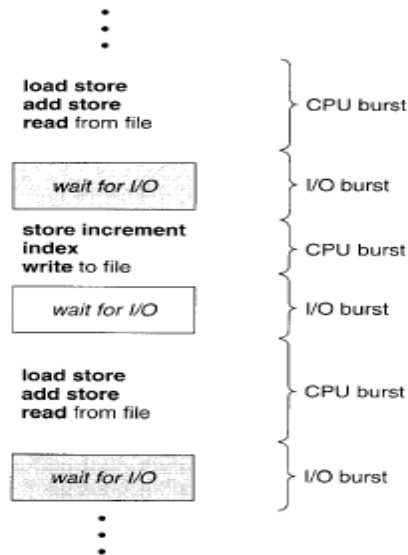 load store
add store
read from file
CPU burst
wait for I/O
I/O burst
store increment
index
write to file
CPU burst
wait for I/O
I/O burst
load store
add store
read from file
CPU burst
wait for I/O
I/O burst